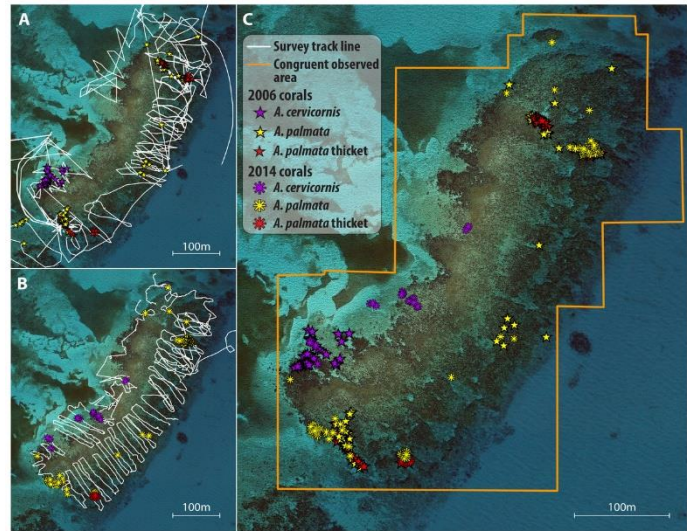 A
100m
B
100m
C
Survey track line
Congruent observed
area
2006 corals
A. cervicornis
A. palmata
A. palmata thicket
2014 corals
A. cervicornis
A. palmata
A. palmata thicket
100m